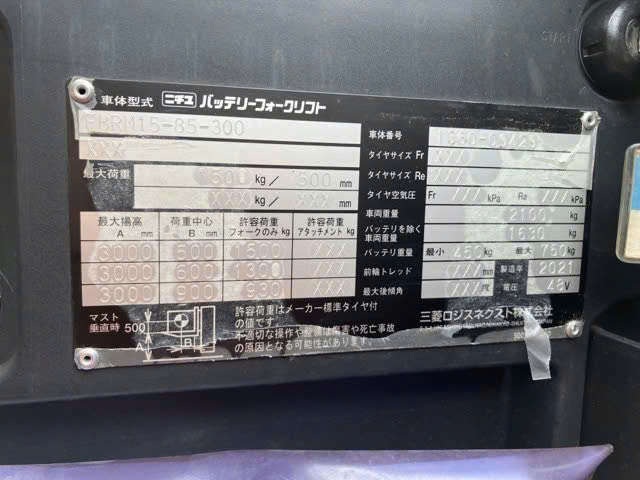 車体型式 ニチユ バッテリーフォークリフト
FBRM15-85-300
XXX
車体番号
タイヤサイズ Fr XXX
タイヤサイズ Re XXX
最大荷重 1500 kg / 500 mm
XXX kg / XXX mm
タイヤ空気圧 Fr kPa Re kPa
車両重量 2100 kg
バッテリを除く車両重量 1630 kg
バッテリ重量 最小 450 kg 最大 750 kg
前輪トレッド mm 製造年 2021
最大後傾角 度 電圧 48 V
最大揚高 A mm 荷重中心 B mm 許容荷重 フォークのみ kg 許容荷重 アタッチメント kg
3000 500 1500
3000 600 1300
3000 900 930
マスト垂直時 500
A B
許容荷重はメーカー標準タイヤ付
の値です。
不適切な操作や整備は傷害や死亡事故
の原因となる可能性があります。
三菱ロジスネクスト株式会社
START